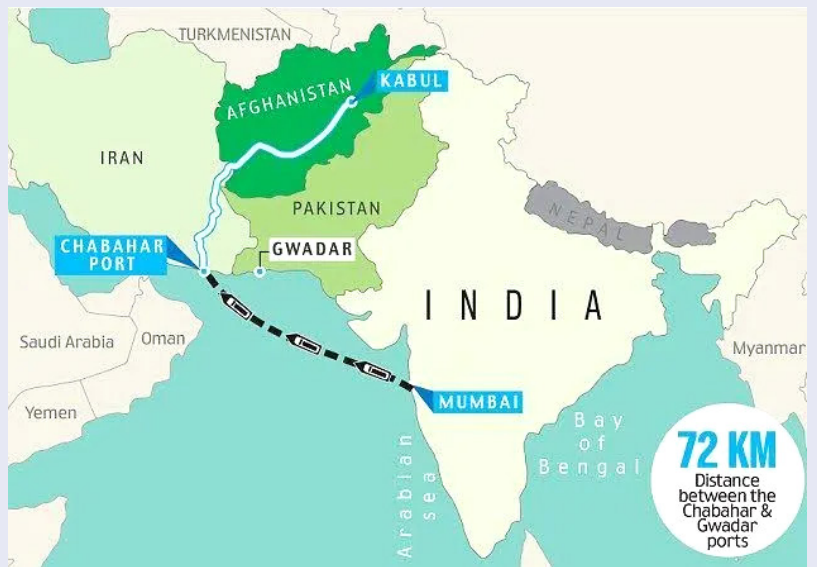 TURKMENISTAN
KABUL
AFGHANISTAN
IRAN
PAKISTAN
NEPAL
CHABAHAR
PORT
GWADAR
INDIA
Saudi Arabia
Oman
Myanmar
Yemen
MUMBAI
Bay
of
Bengal
Arabian
sea
72 KM
Distance
between the
Chabahar &
Gwadar
ports